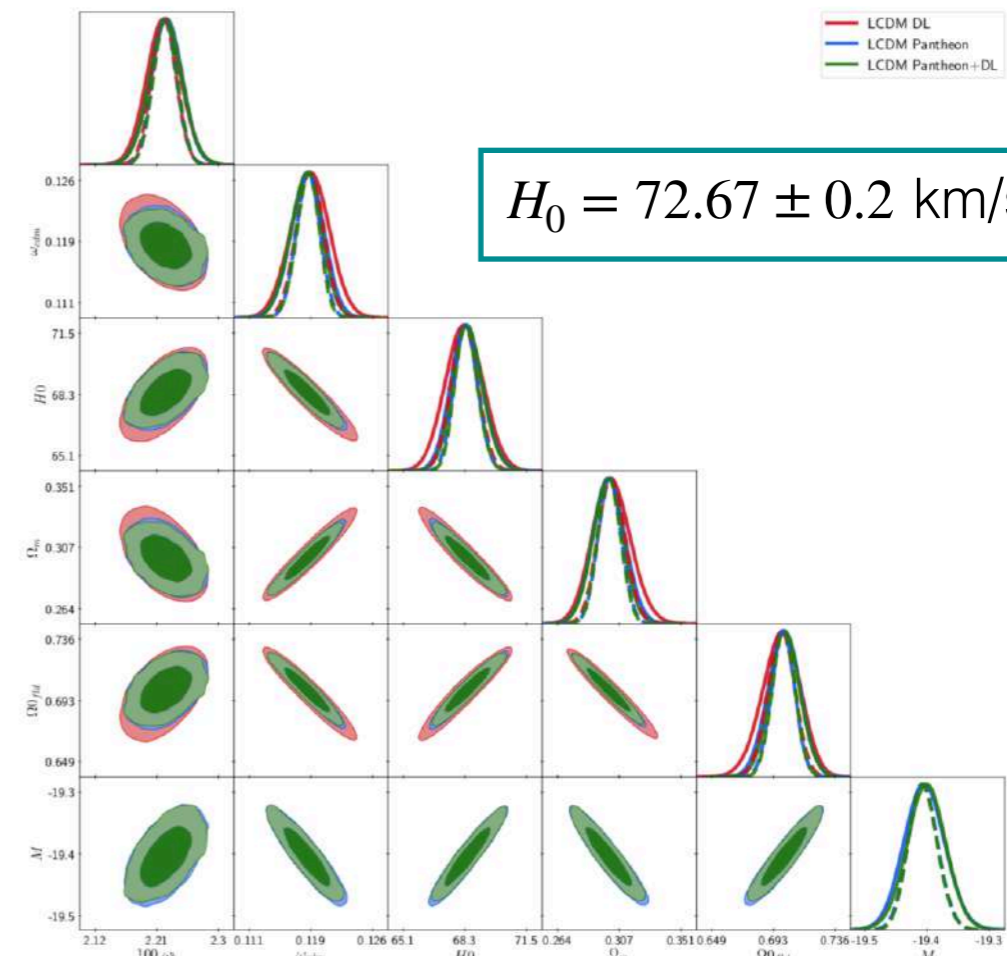 LCDM DL
LCDM Pantheon
LCDM Pantheon+DL
H₀ = 72.67 ± 0.2 km/
0.126
0.119
0.111
ω_cdm
71.5
68.3
65.1
H0
0.351
0.307
0.264
Ω_m
0.736
0.693
0.649
Ω0_fld
-19.3
-19.4
-19.5
M
2.12 2.21 2.3 0.111 0.119 0.126 65.1 68.3 71.5 0.264 0.307 0.351 0.649 0.693 0.736 -19.5 -19.4 -19.3